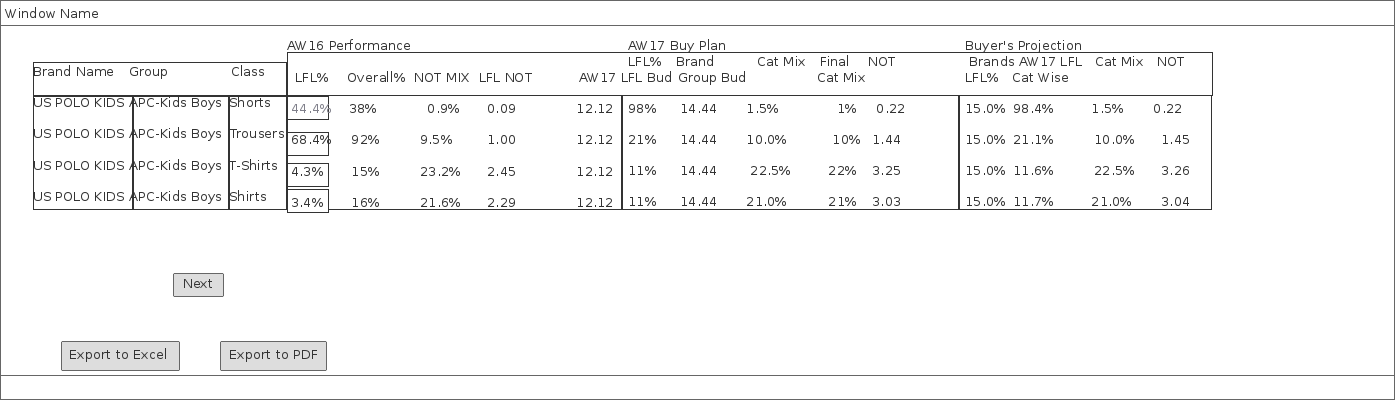 Window Name
AW16 Performance AW17 Buy Plan Buyer's Projection
LFL% Brand Cat Mix Final NOT Brands AW17 LFL Cat Mix NOT
Brand Name Group Class LFL% Overall% NOT MIX LFL NOT AW17 LFL Bud Group Bud Cat Mix LFL% Cat Wise
US POLO KIDS APC-Kids Boys Shorts 44.4% 38% 0.9% 0.09 12.12 98% 14.44 1.5% 1% 0.22 15.0% 98.4% 1.5% 0.22
US POLO KIDS APC-Kids Boys Trousers 68.4% 92% 9.5% 1.00 12.12 21% 14.44 10.0% 10% 1.44 15.0% 21.1% 10.0% 1.45
US POLO KIDS APC-Kids Boys T-Shirts 4.3% 15% 23.2% 2.45 12.12 11% 14.44 22.5% 22% 3.25 15.0% 11.6% 22.5% 3.26
US POLO KIDS APC-Kids Boys Shirts 3.4% 16% 21.6% 2.29 12.12 11% 14.44 21.0% 21% 3.03 15.0% 11.7% 21.0% 3.04
Next
Export to Excel Export to PDF